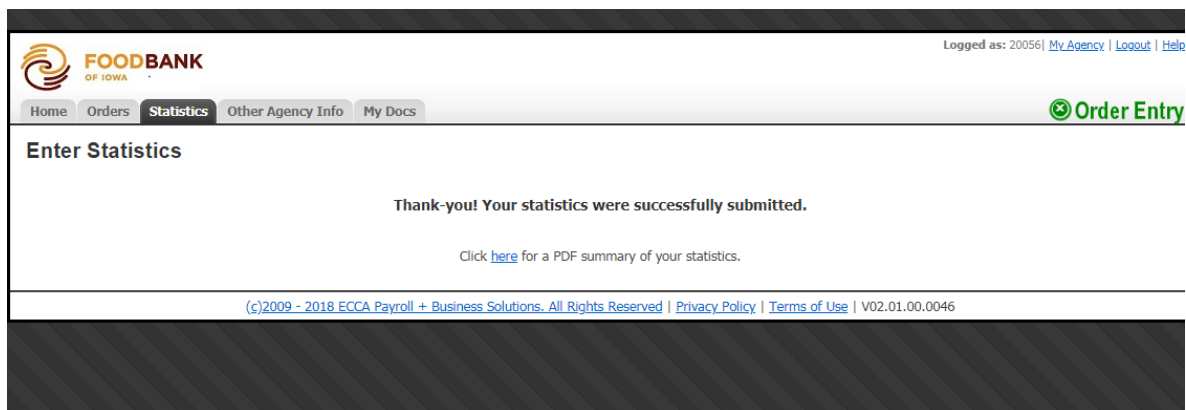 Logged as: 20056| My Agency | Logout | Help
FOODBANK
OF IOWA
Home Orders Statistics Other Agency Info My Docs
Order Entry
Enter Statistics
Thank-you! Your statistics were successfully submitted.
Click here for a PDF summary of your statistics.
(c)2009 - 2018 ECCA Payroll + Business Solutions. All Rights Reserved | Privacy Policy | Terms of Use | V02.01.00.0046